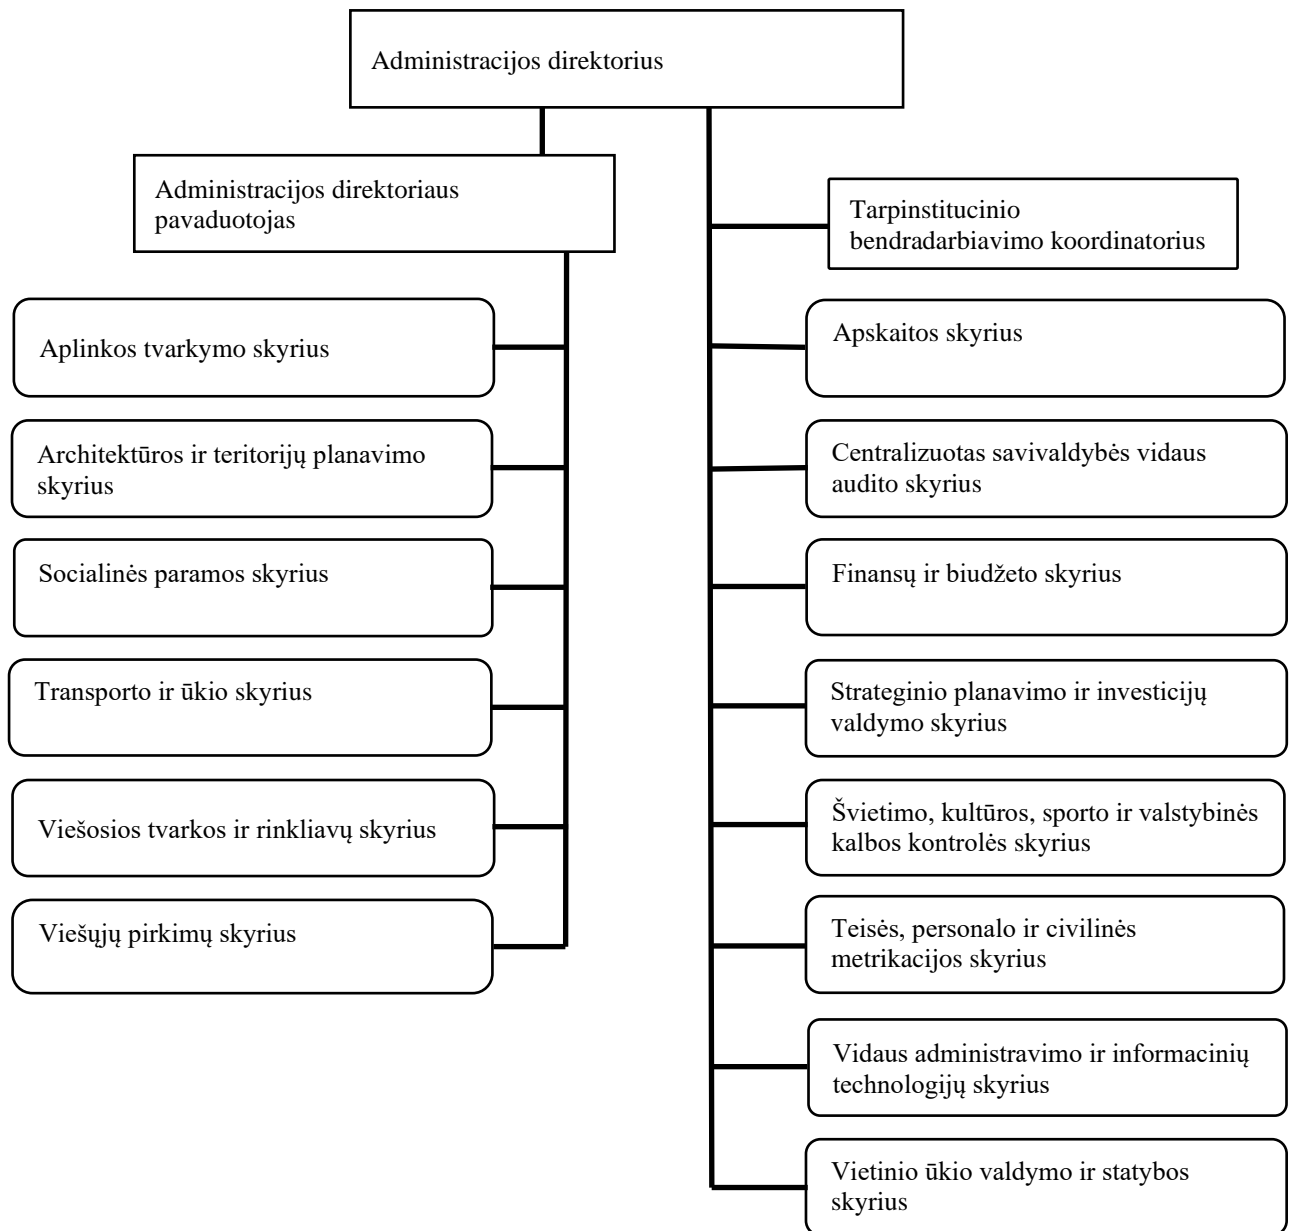 Administracijos direktorius
Administracijos direktoriaus
pavaduotojas
Tarpinstitucinio
bendradarbiavimo koordinatorius
Aplinkos tvarkymo skyrius
Architektūros ir teritorijų planavimo
skyrius
Socialinės paramos skyrius
Transporto ir ūkio skyrius
Viešosios tvarkos ir rinkliavų skyrius
Viešųjų pirkimų skyrius
Apskaitos skyrius
Centralizuotas savivaldybės vidaus
audito skyrius
Finansų ir biudžeto skyrius
Strateginio planavimo ir investicijų
valdymo skyrius
Švietimo, kultūros, sporto ir valstybinės
kalbos kontrolės skyrius
Teisės, personalo ir civilinės
metrikacijos skyrius
Vidaus administravimo ir informacinių
technologijų skyrius
Vietinio ūkio valdymo ir statybos
skyrius